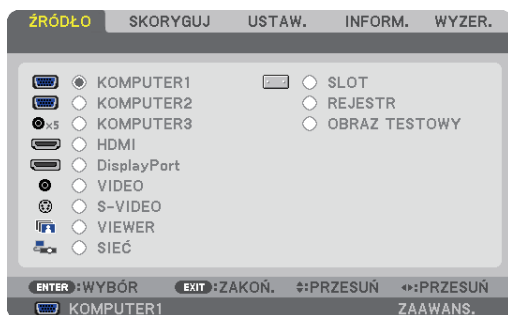 ŹRÓDŁO SKORYGUJ USTAW. INFORM. WYZER.
KOMPUTER1 SLOT
KOMPUTER2 REJESTR
×5 KOMPUTER3 OBRAZ TESTOWY
HDMI
DisplayPort
VIDEO
S-VIDEO
VIEWER
SIEĆ
ENTER:WYBÓR EXIT:ZAKOŃ. :PRZESUŃ :PRZESUŃ
KOMPUTER1 ZAAWANS.